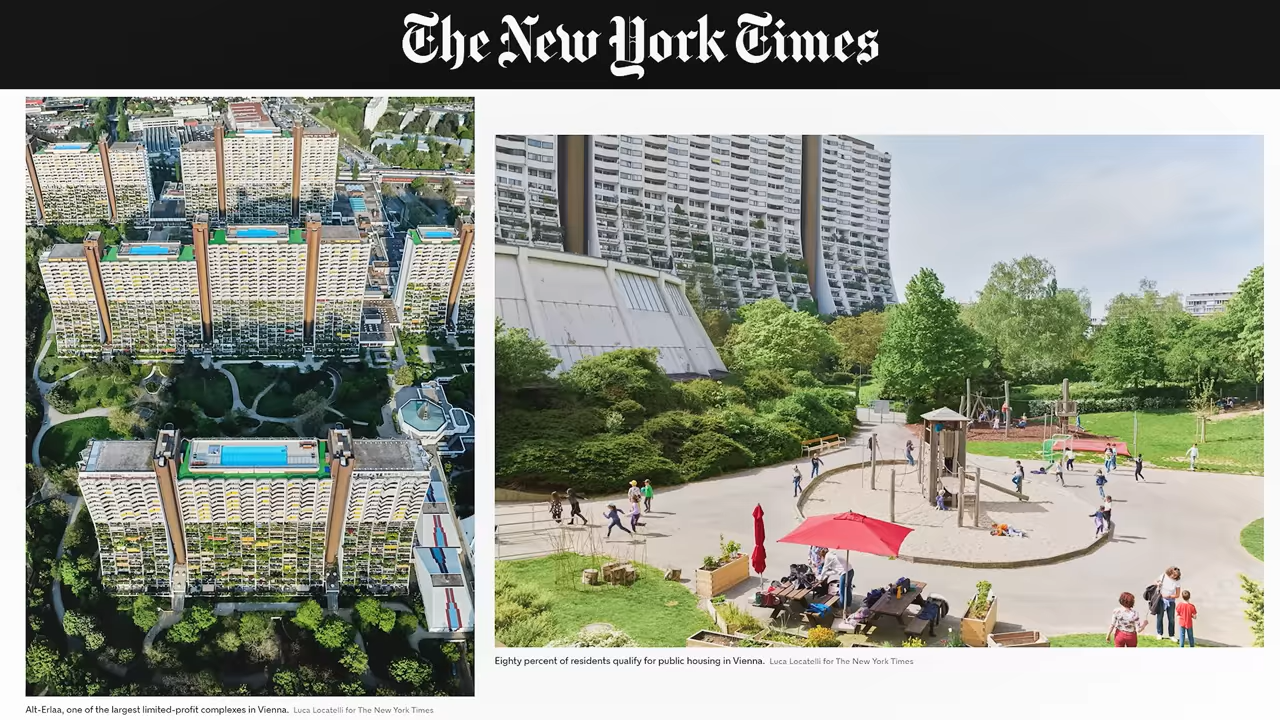 The New York Times
Eighty percent of residents qualify for public housing in Vienna. Luca Locatelli for The New York Times
Alt-Erlaa, one of the largest limited-profit complexes in Vienna. Luca Locatelli for The New York Times